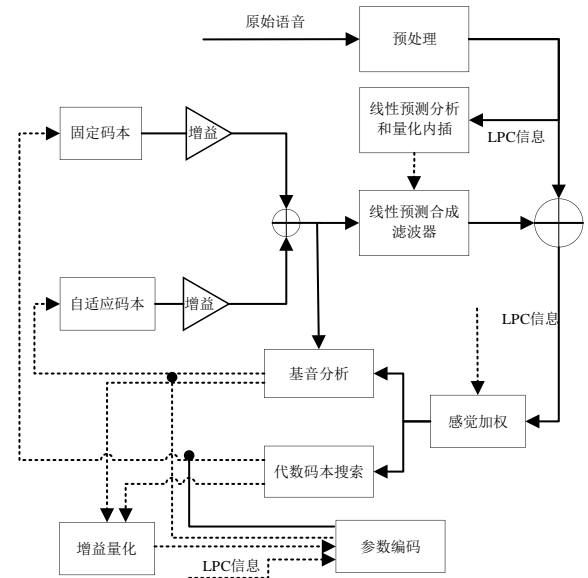 原始语音
预处理
线性预测分析
和量化内插
LPC信息
固定码本
增益
线性预测合成
滤波器
自适应码本
增益
LPC信息
基音分析
感觉加权
代数码本搜索
增益量化
参数编码
LPC信息